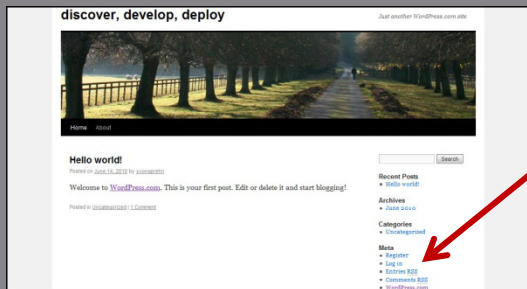 discover, develop, deploy
Just another WordPress.com site
Home About
Hello world!
Posted on June 14, 2010 by
Welcome to WordPress.com. This is your first post. Edit or delete it and start blogging!
Posted in Uncategorized | 1 Comment
Search
Recent Posts
Hello world!
Archives
June 2010
Categories
Uncategorized
Meta
Register
Log in
Entries RSS
Comments RSS
WordPress.com